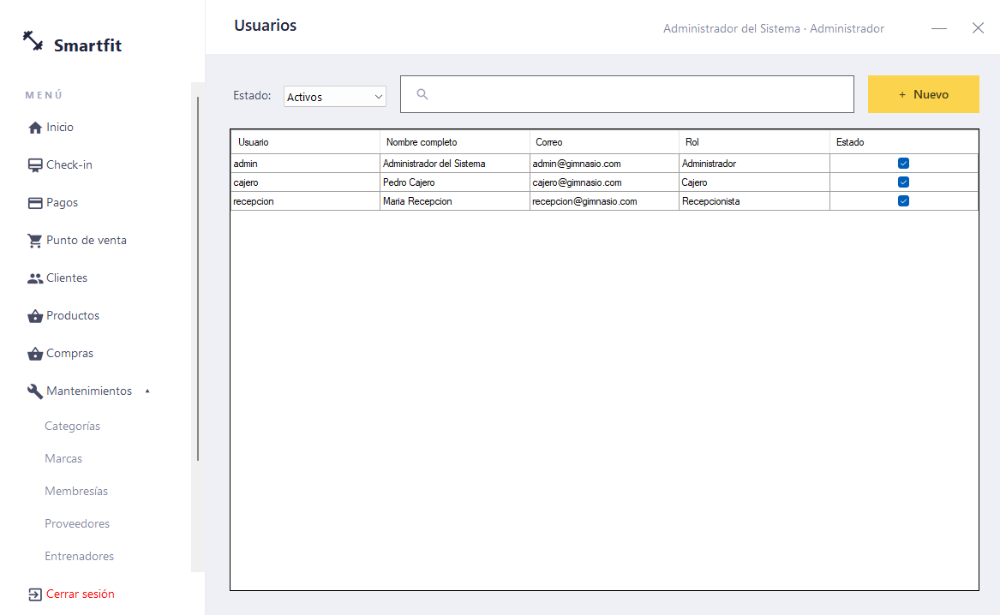 Smartfit
MENÚ
Inicio
Check-in
Pagos
Punto de venta
Clientes
Productos
Compras
Mantenimientos
Categorías
Marcas
Membresías
Proveedores
Entrenadores
Cerrar sesión
Usuarios
Administrador del Sistema · Administrador
Estado: Activos
+ Nuevo
Usuario Nombre completo Correo Rol Estado
admin Administrador del Sistema admin@gimnasio.com Administrador
cajero Pedro Cajero cajero@gimnasio.com Cajero
recepcion Maria Recepcion recepcion@gimnasio.com Recepcionista